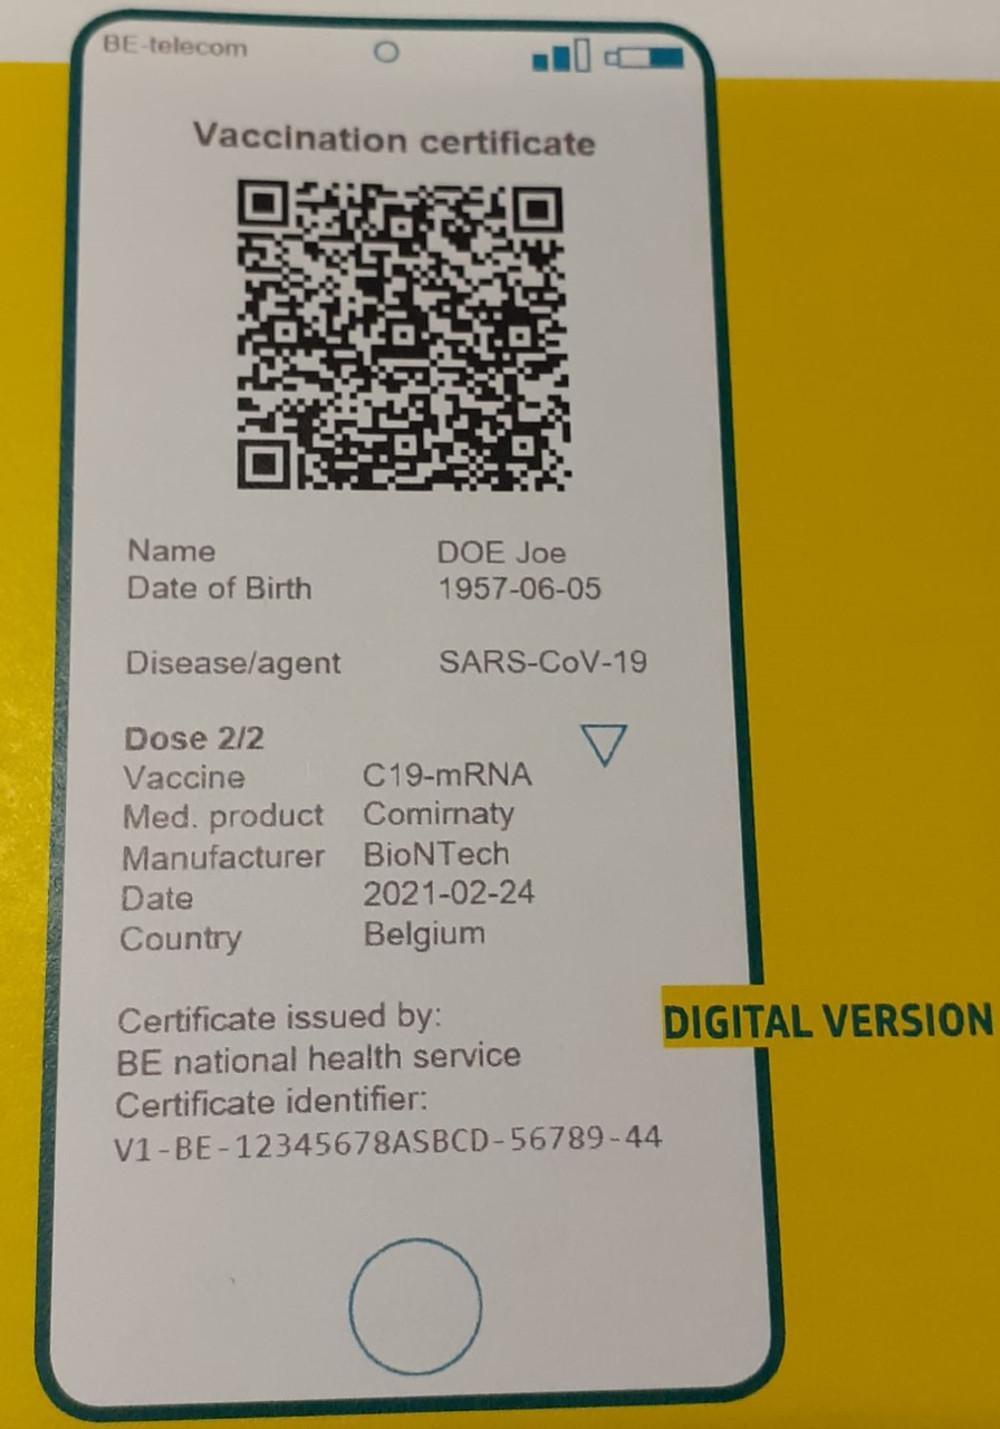 BE-telecom
Vaccination certificate
Name DOE Joe
Date of Birth 1957-06-05
Disease/agent SARS-CoV-19
Dose 2/2
Vaccine C19-mRNA
Med. product Comirnaty
Manufacturer BioNTech
Date 2021-02-24
Country Belgium
Certificate issued by:
BE national health service
Certificate identifier:
V1-BE-12345678ASBCD-56789-44
DIGITAL VERSION